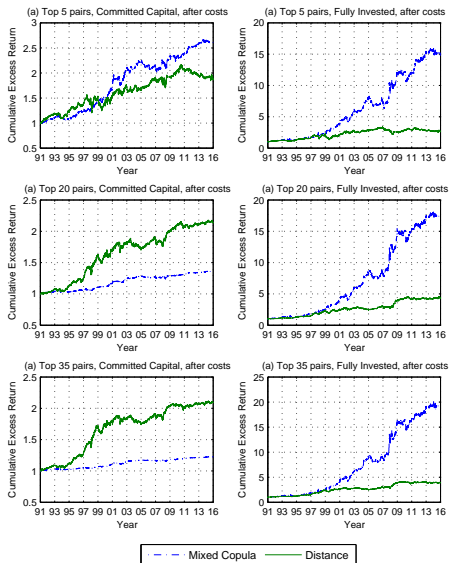 (a) Top 5 pairs, Committed Capital, after costs
Cumulative Excess Return
3
2.5
2
1.5
1
0.5
91 93 95 97 99 01 03 05 07 09 11 13 15 16
Year
(a) Top 5 pairs, Fully Invested, after costs
Cumulative Excess Return
20
15
10
5
0
91 93 95 97 99 01 03 05 07 09 11 13 15 16
Year
(a) Top 20 pairs, Committed Capital, after costs
Cumulative Excess Return
2.5
2
1.5
1
0.5
91 93 95 97 99 01 03 05 07 09 11 13 15 16
Year
(a) Top 20 pairs, Fully Invested, after costs
Cumulative Excess Return
20
15
10
5
0
91 93 95 97 99 01 03 05 07 09 11 13 15 16
Year
(a) Top 35 pairs, Committed Capital, after costs
Cumulative Excess Return
2.5
2
1.5
1
0.5
91 93 95 97 99 01 03 05 07 09 11 13 15 16
Year
(a) Top 35 pairs, Fully Invested, after costs
Cumulative Excess Return
25
20
15
10
5
0
91 93 95 97 99 01 03 05 07 09 11 13 15 16
Year
Mixed Copula Distance